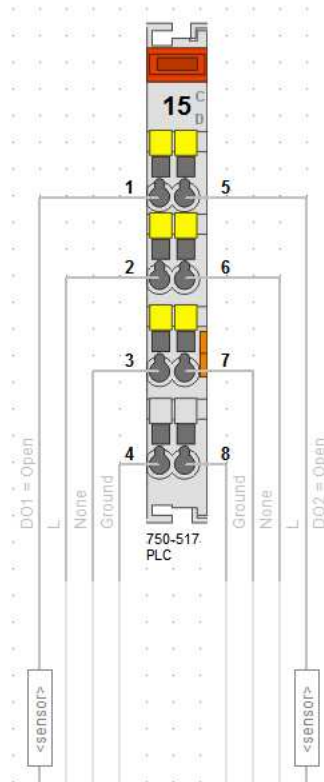 15
C
D
1
5
2
6
3
7
4
8
DO1 = Open
L
None
Ground
Ground
None
L
DO2 = Open
750-517
PLC
<sensor>
<sensor>